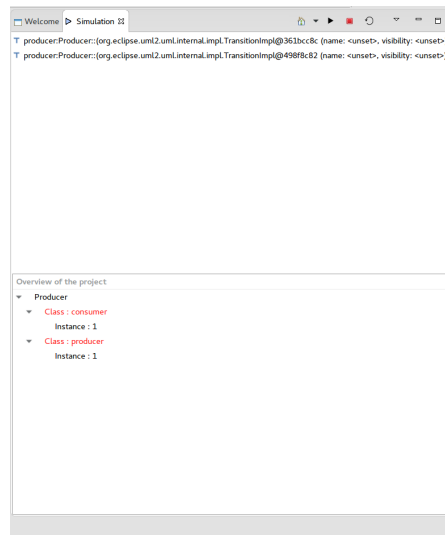 Welcome Simulation
producer:Producer::(org.eclipse.uml2.uml.internal.impl.TransitionImpl@361bcc8c (name: <unset>, visibility: <unset>
producer:Producer::(org.eclipse.uml2.uml.internal.impl.TransitionImpl@498f8c82 (name: <unset>, visibility: <unset>)
Overview of the project
Producer
Class : consumer
Instance : 1
Class : producer
Instance : 1